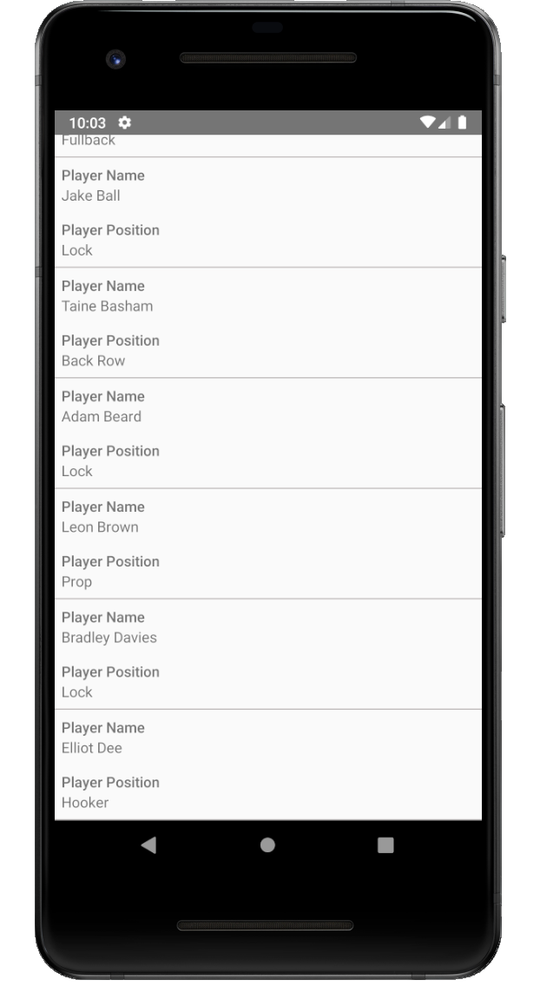 10:03
Fullback
Player Name
Jake Ball
Player Position
Lock
Player Name
Taine Basham
Player Position
Back Row
Player Name
Adam Beard
Player Position
Lock
Player Name
Leon Brown
Player Position
Prop
Player Name
Bradley Davies
Player Position
Lock
Player Name
Elliot Dee
Player Position
Hooker